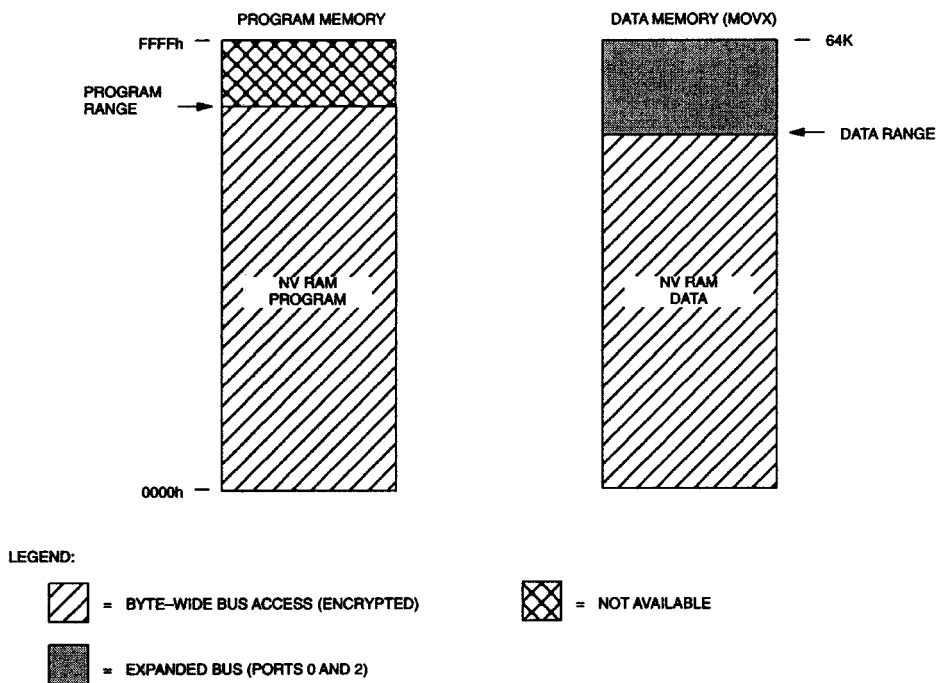 PROGRAM MEMORY
DATA MEMORY (MOVX)
FFFFh
64K
PROGRAM
RANGE
DATA RANGE
NV RAM
PROGRAM
NV RAM
DATA
0000h
LEGEND:
= BYTE–WIDE BUS ACCESS (ENCRYPTED)
= NOT AVAILABLE
= EXPANDED BUS (PORTS 0 AND 2)